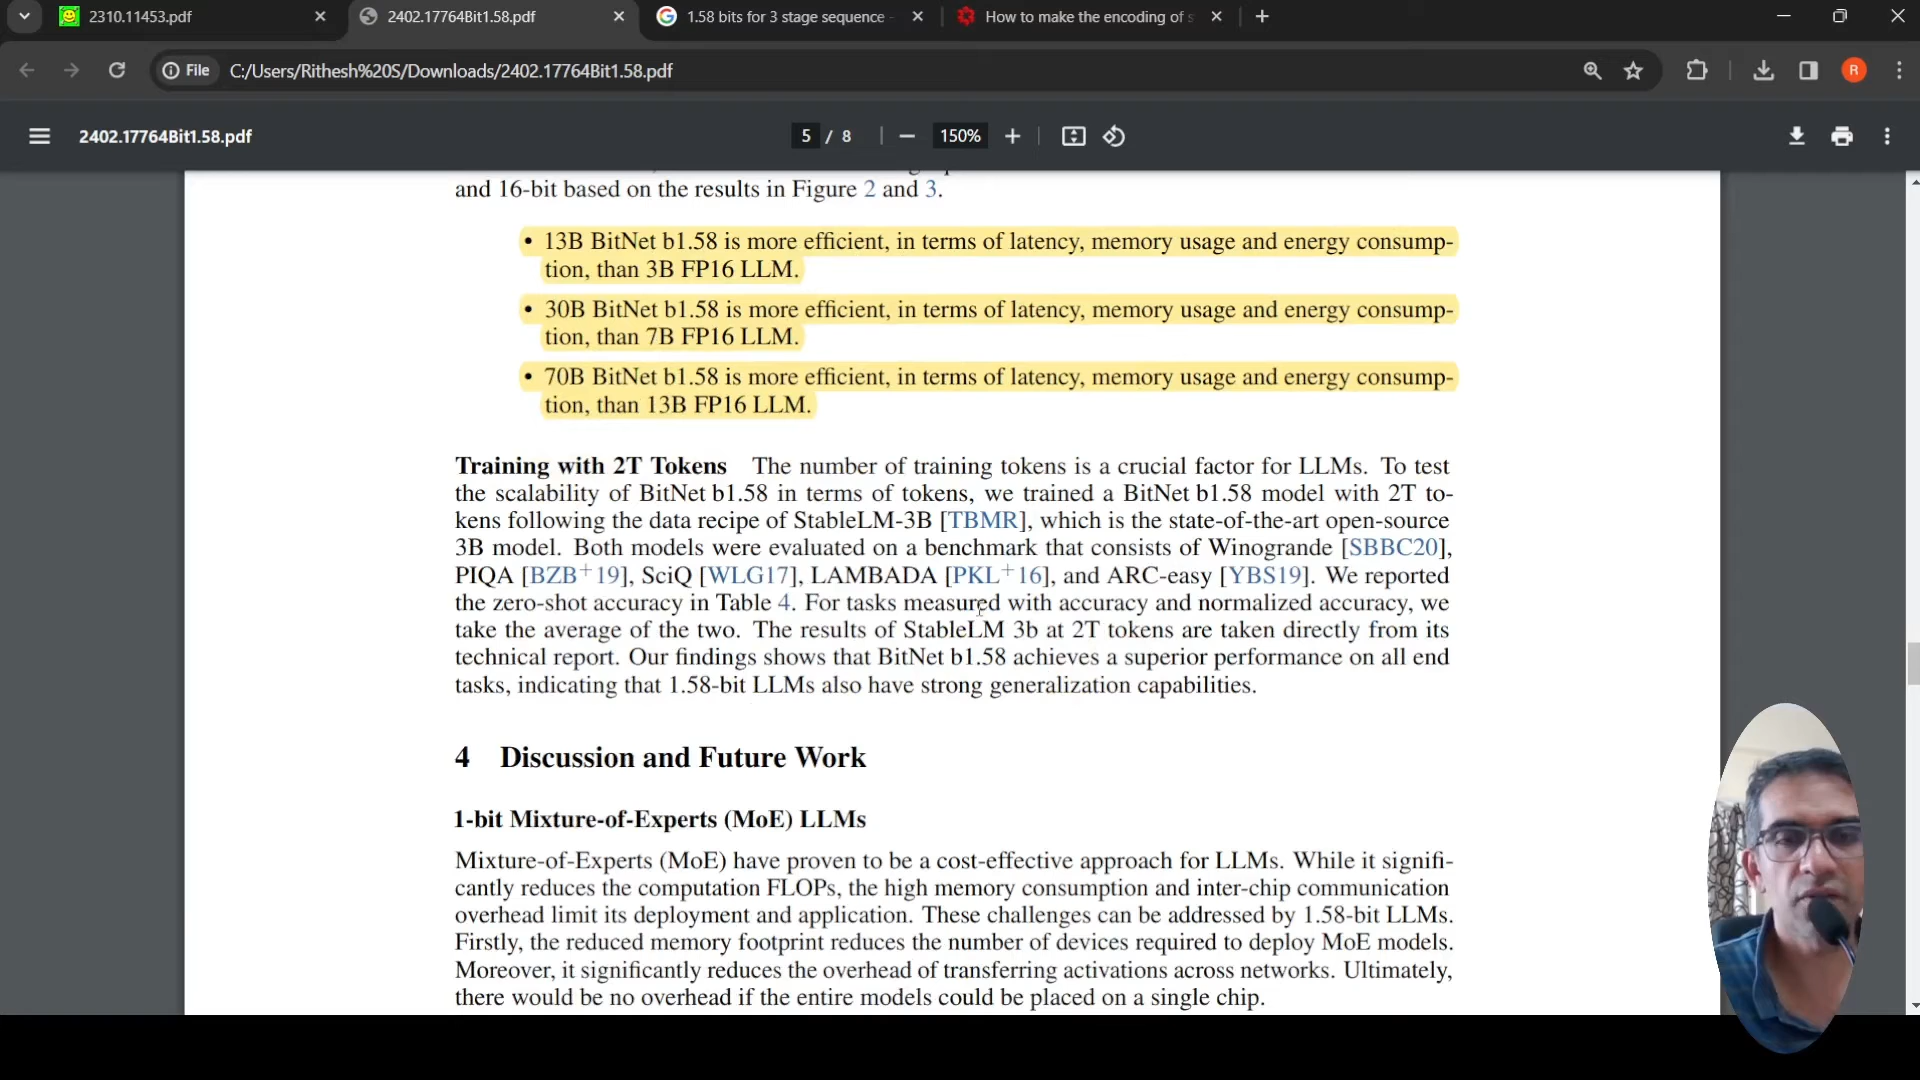 2310.11453.pdf
2402.17764Bit1.58.pdf
1.58 bits for 3 stage sequence -
How to make the encoding of s
File
C:/Users/Rithesh%20S/Downloads/2402.17764Bit1.58.pdf
R
2402.17764Bit1.58.pdf
5 / 8
150%
and 16-bit based on the results in Figure 2 and 3.
• 13B BitNet b1.58 is more efficient, in terms of latency, memory usage and energy consump-
tion, than 3B FP16 LLM.
• 30B BitNet b1.58 is more efficient, in terms of latency, memory usage and energy consump-
tion, than 7B FP16 LLM.
• 70B BitNet b1.58 is more efficient, in terms of latency, memory usage and energy consump-
tion, than 13B FP16 LLM.
Training with 2T Tokens The number of training tokens is a crucial factor for LLMs. To test
the scalability of BitNet b1.58 in terms of tokens, we trained a BitNet b1.58 model with 2T to-
kens following the data recipe of StableLM-3B [TBMR], which is the state-of-the-art open-source
3B model. Both models were evaluated on a benchmark that consists of Winogrande [SBBC20],
PIQA [BZB+19], SciQ [WLG17], LAMBADA [PKL+16], and ARC-easy [YBS19]. We reported
the zero-shot accuracy in Table 4. For tasks measured with accuracy and normalized accuracy, we
take the average of the two. The results of StableLM 3b at 2T tokens are taken directly from its
technical report. Our findings shows that BitNet b1.58 achieves a superior performance on all end
tasks, indicating that 1.58-bit LLMs also have strong generalization capabilities.
4 Discussion and Future Work
1-bit Mixture-of-Experts (MoE) LLMs
Mixture-of-Experts (MoE) have proven to be a cost-effective approach for LLMs. While it signifi-
cantly reduces the computation FLOPs, the high memory consumption and inter-chip communication
overhead limit its deployment and application. These challenges can be addressed by 1.58-bit LLMs.
Firstly, the reduced memory footprint reduces the number of devices required to deploy MoE models.
Moreover, it significantly reduces the overhead of transferring activations across networks. Ultimately,
there would be no overhead if the entire models could be placed on a single chip.